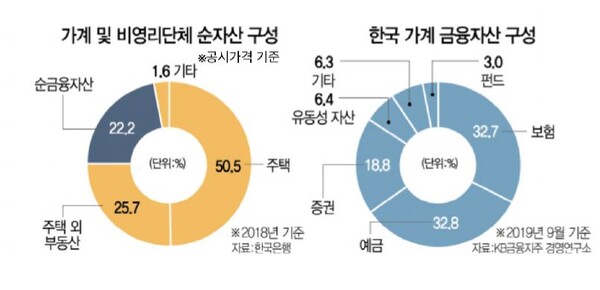 가계 및 비영리단체 순자산 구성
※공시가격 기준
1.6 기타
순금융자산
22.2
(단위:%)
50.5
주택
25.7
주택 외
부동산
※2018년 기준
자료:한국은행
한국 가계 금융자산 구성
6.3
기타
3.0
펀드
6.4
유동성 자산
32.7
보험
18.8
(단위:%)
증권
32.8
예금
※2019년 9월 기준
자료:KB금융지주 경영연구소